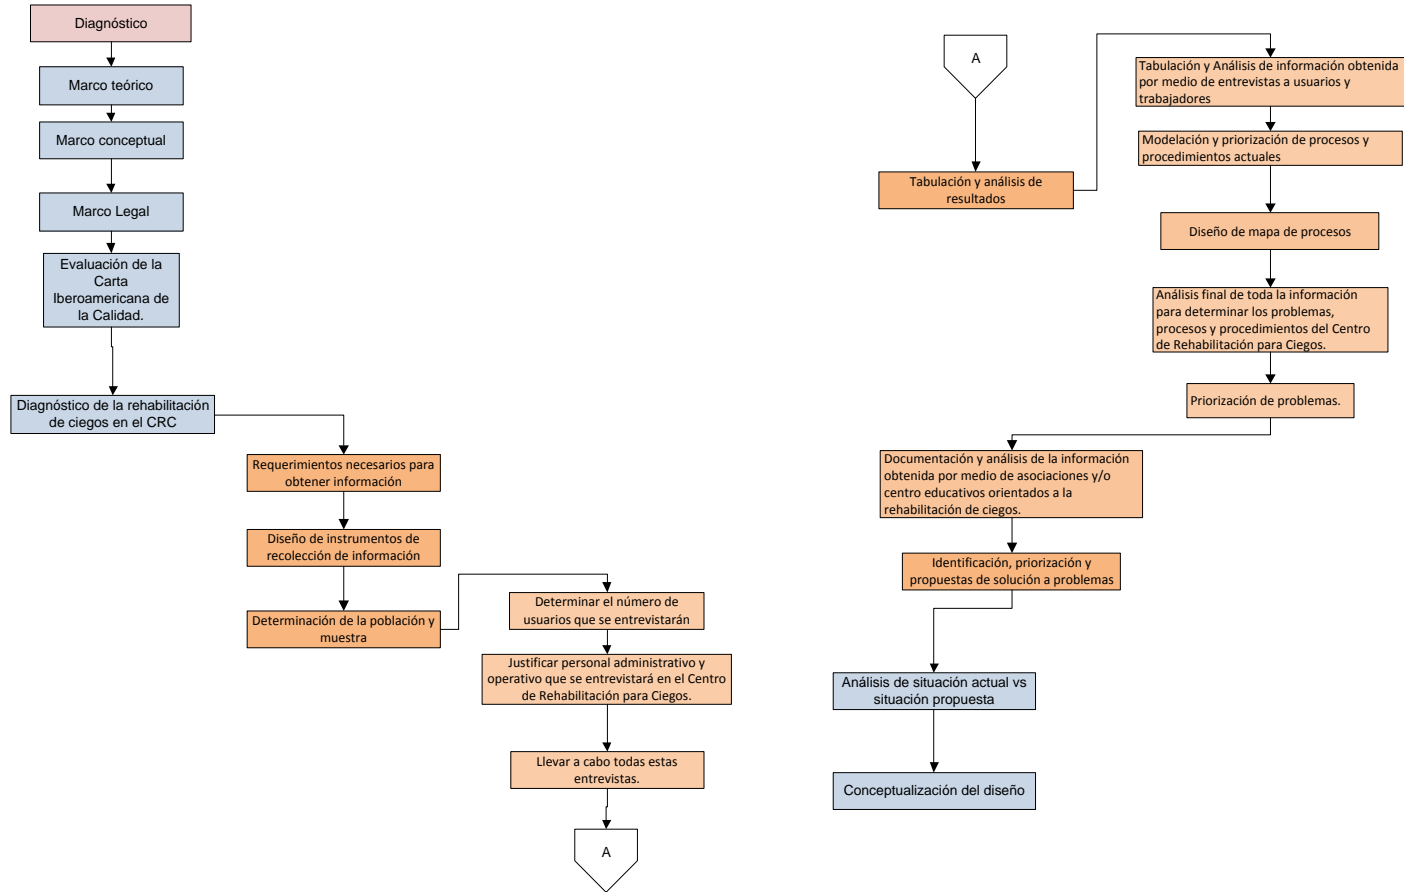 Diagnóstico
Marco teórico
Marco conceptual
Marco Legal
Evaluación de la
Carta
Iberoamericana de
la Calidad.
Diagnóstico de la rehabilitación
de ciegos en el CRC
Requerimientos necesarios para
obtener información
Diseño de instrumentos de
recolección de información
Determinación de la población y
muestra
Determinar el número de
usuarios que se entrevistarán
Justificar personal administrativo y
operativo que se entrevistará en el Centro
de Rehabilitación para Ciegos.
Llevar a cabo todas estas
entrevistas.
A
A
Tabulación y análisis de
resultados
Tabulación y Análisis de información obtenida
por medio de entrevistas a usuarios y
trabajadores
Modelación y priorización de procesos y
procedimientos actuales
Diseño de mapa de procesos
Análisis final de toda la información
para determinar los problemas,
procesos y procedimientos del Centro
de Rehabilitación para Ciegos.
Priorización de problemas.
Documentación y análisis de la información
obtenida por medio de asociaciones y/o
centro educativos orientados a la
rehabilitación de ciegos.
Identificación, priorización y
propuestas de solución a problemas
Análisis de situación actual vs
situación propuesta
Conceptualización del diseño